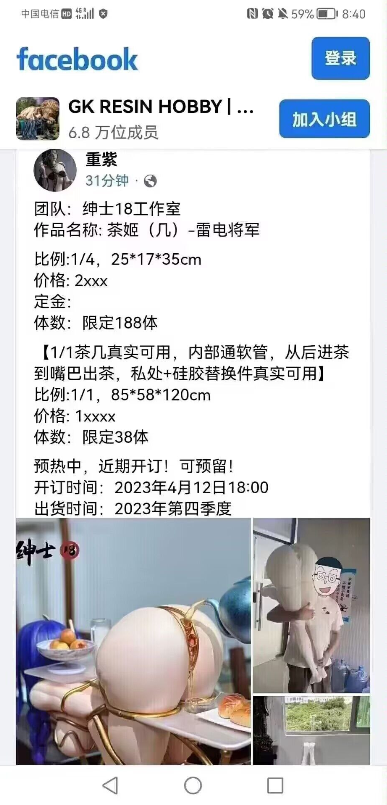 中国电信 HD 59% 8:40
facebook 登录
GK RESIN HOBBY | ... 加入小组
6.8 万位成员
重紫
31分钟 ·
团队：绅士18工作室
作品名称: 茶姬（几）-雷电将军
比例:1/4，25*17*35cm
价格: 2xxx
定金：
体数：限定188体
【1/1茶几真实可用，内部通软管，从后进茶
到嘴巴出茶，私处+硅胶替换件真实可用】
比例:1/1，85*58*120cm
价格: 1xxxx
体数：限定38体
预热中，近期开订！可预留！
开订时间：2023年4月12日18:00
出货时间：2023年第四季度
绅士 18